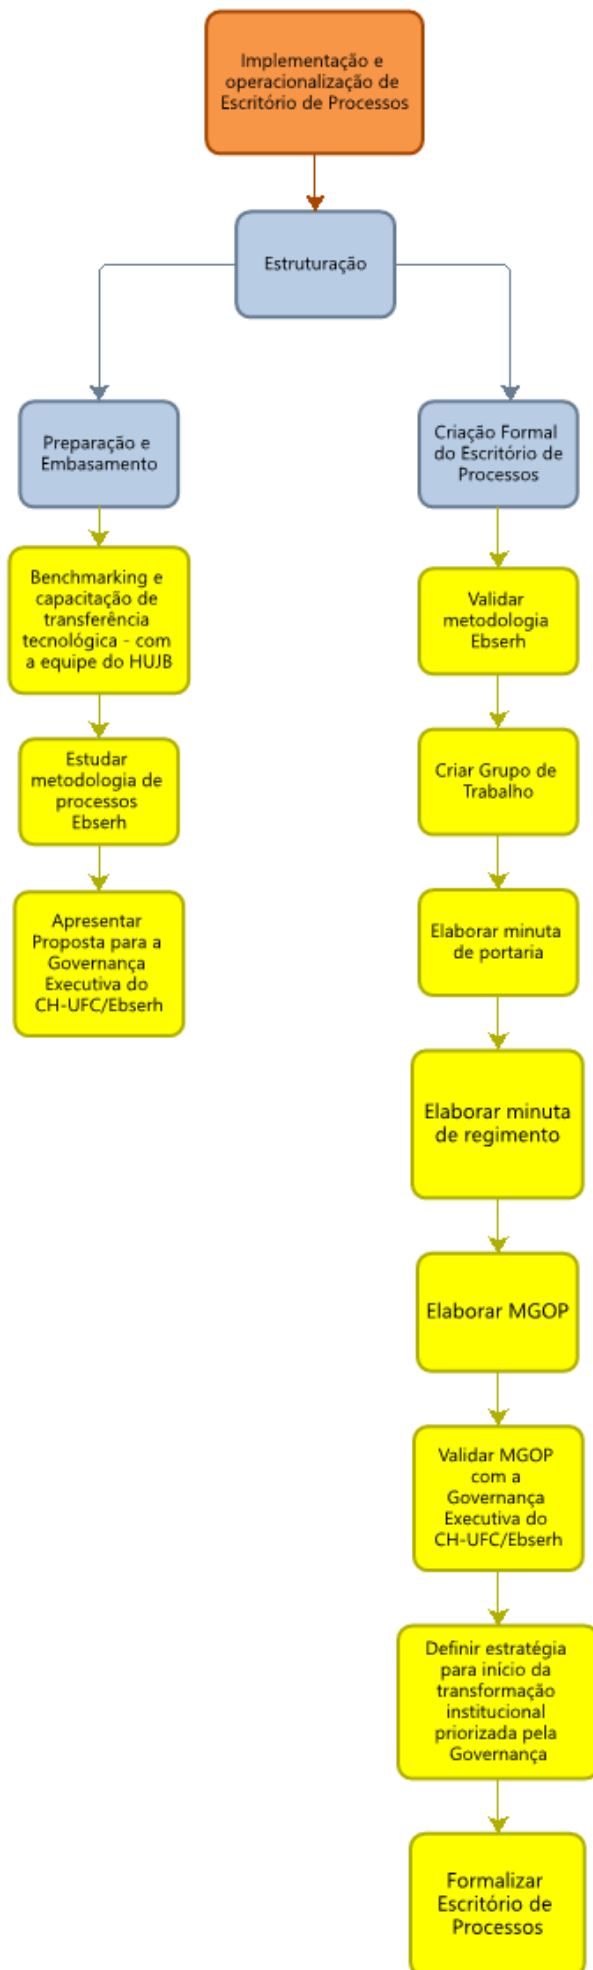 Implementação e
operacionalização de
Escritório de Processos
Estruturação
Preparação e
Embasamento
Benchmarking e
capacitação de
transferência
tecnológica - com
a equipe do HUJB
Estudar
metodologia de
processos
Ebserh
Apresentar
Proposta para a
Governança
Executiva do
CH-UFC/Ebserh
Criação Formal
do Escritório de
Processos
Validar
metodologia
Ebserh
Criar Grupo de
Trabalho
Elaborar minuta
de portaria
Elaborar minuta
de regimento
Elaborar MGOP
Validar MGOP
com a
Governança
Executiva do
CH-UFC/Ebserh
Definir estratégia
para início da
transformação
institucional
priorizada pela
Governança
Formalizar
Escritório de
Processos